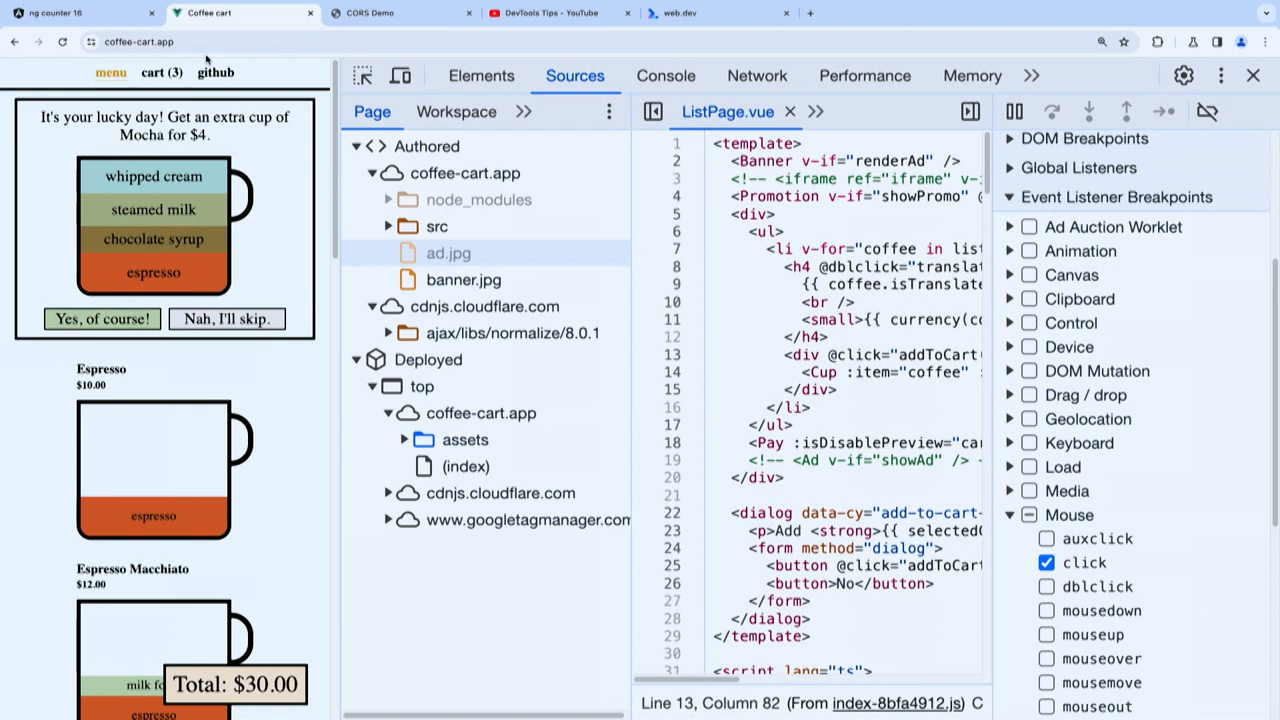 ng counter 16
Coffee cart
CORS Demo
DevTools Tips - YouTube
web.dev
coffee-cart.app
menu cart (3) github
It's your lucky day! Get an extra cup of
Mocha for $4.
whipped cream
steamed milk
chocolate syrup
espresso
Yes, of course! Nah, I'll skip.
Espresso
$10.00
espresso
Espresso Macchiato
$12.00
milk fo
Total: $30.00
espresso
Elements Sources Console Network Performance Memory
Page Workspace
Authored
coffee-cart.app
node_modules
src
ad.jpg
banner.jpg
cdnjs.cloudflare.com
ajax/libs/normalize/8.0.1
Deployed
top
coffee-cart.app
assets
(index)
cdnjs.cloudflare.com
www.googletagmanager.com
ListPage.vue
1 <template>
2 <Banner v-if="renderAd" />
3 <!-- <iframe ref="iframe" v-
4 <Promotion v-if="showPromo" @
5 <div>
6 <ul>
7 <li v-for="coffee in list
8 <h4 @dblclick="translat
9 {{ coffee.isTranslate
10 <br />
11 <small>{{ currency(co
12 </h4>
13 <div @click="addToCart(
14 <Cup :item="coffee" :
15 </div>
16 </li>
17 </ul>
18 <Pay :isDisablePreview="car
19 <!-- <Ad v-if="showAd" /> -
20 </div>
21
22 <dialog data-cy="add-to-cart-
23 <p>Add <strong>{{ selectedC
24 <form method="dialog">
25 <button @click="addToCart
26 <button>No</button>
27 </form>
28 </dialog>
29 </template>
30
31 <script lang="ts">
Line 13, Column 82 (From index-8bfa4912.js) C
DOM Breakpoints
Global Listeners
Event Listener Breakpoints
Ad Auction Worklet
Animation
Canvas
Clipboard
Control
Device
DOM Mutation
Drag / drop
Geolocation
Keyboard
Load
Media
Mouse
auxclick
click
dblclick
mousedown
mouseup
mouseover
mousemove
mouseout